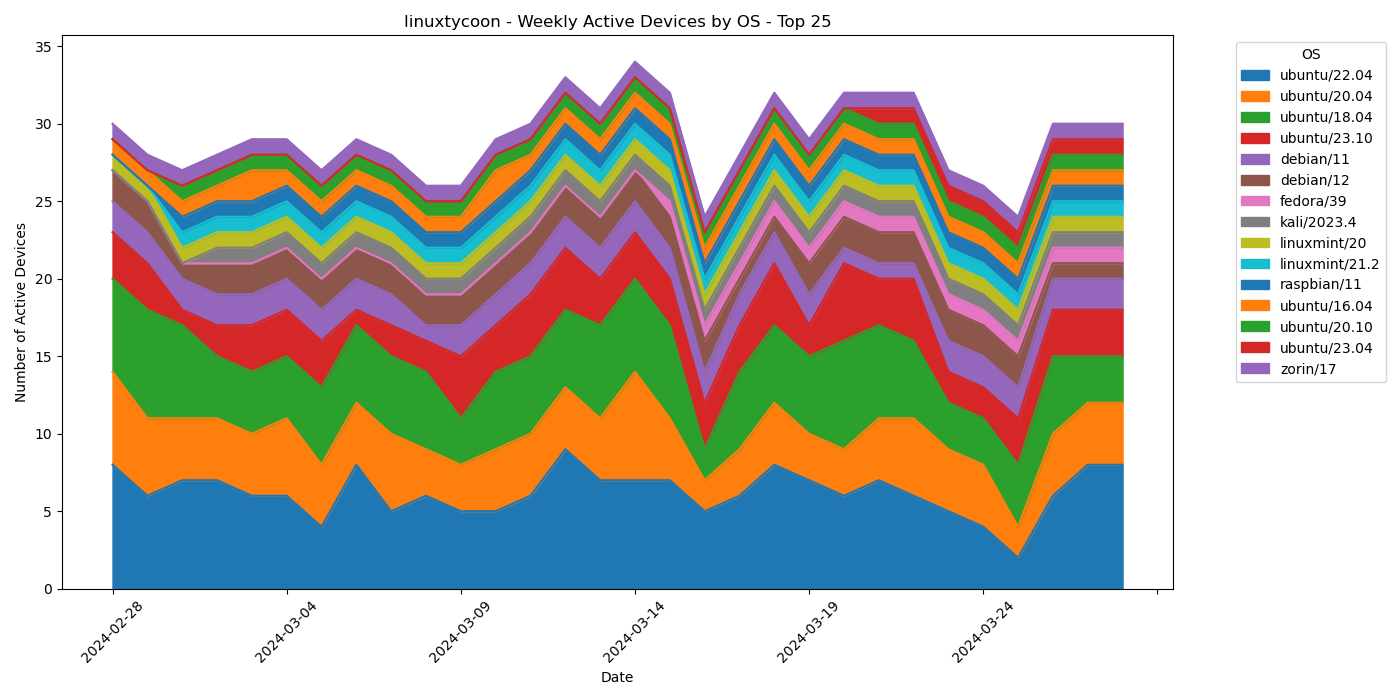 linuxtycoon - Weekly Active Devices by OS - Top 25
Number of Active Devices
35
30
25
20
15
10
5
0
2024-02-28
2024-03-04
2024-03-09
2024-03-14
2024-03-19
2024-03-24
Date
OS
ubuntu/22.04
ubuntu/20.04
ubuntu/18.04
ubuntu/23.10
debian/11
debian/12
fedora/39
kali/2023.4
linuxmint/20
linuxmint/21.2
raspbian/11
ubuntu/16.04
ubuntu/20.10
ubuntu/23.04
zorin/17